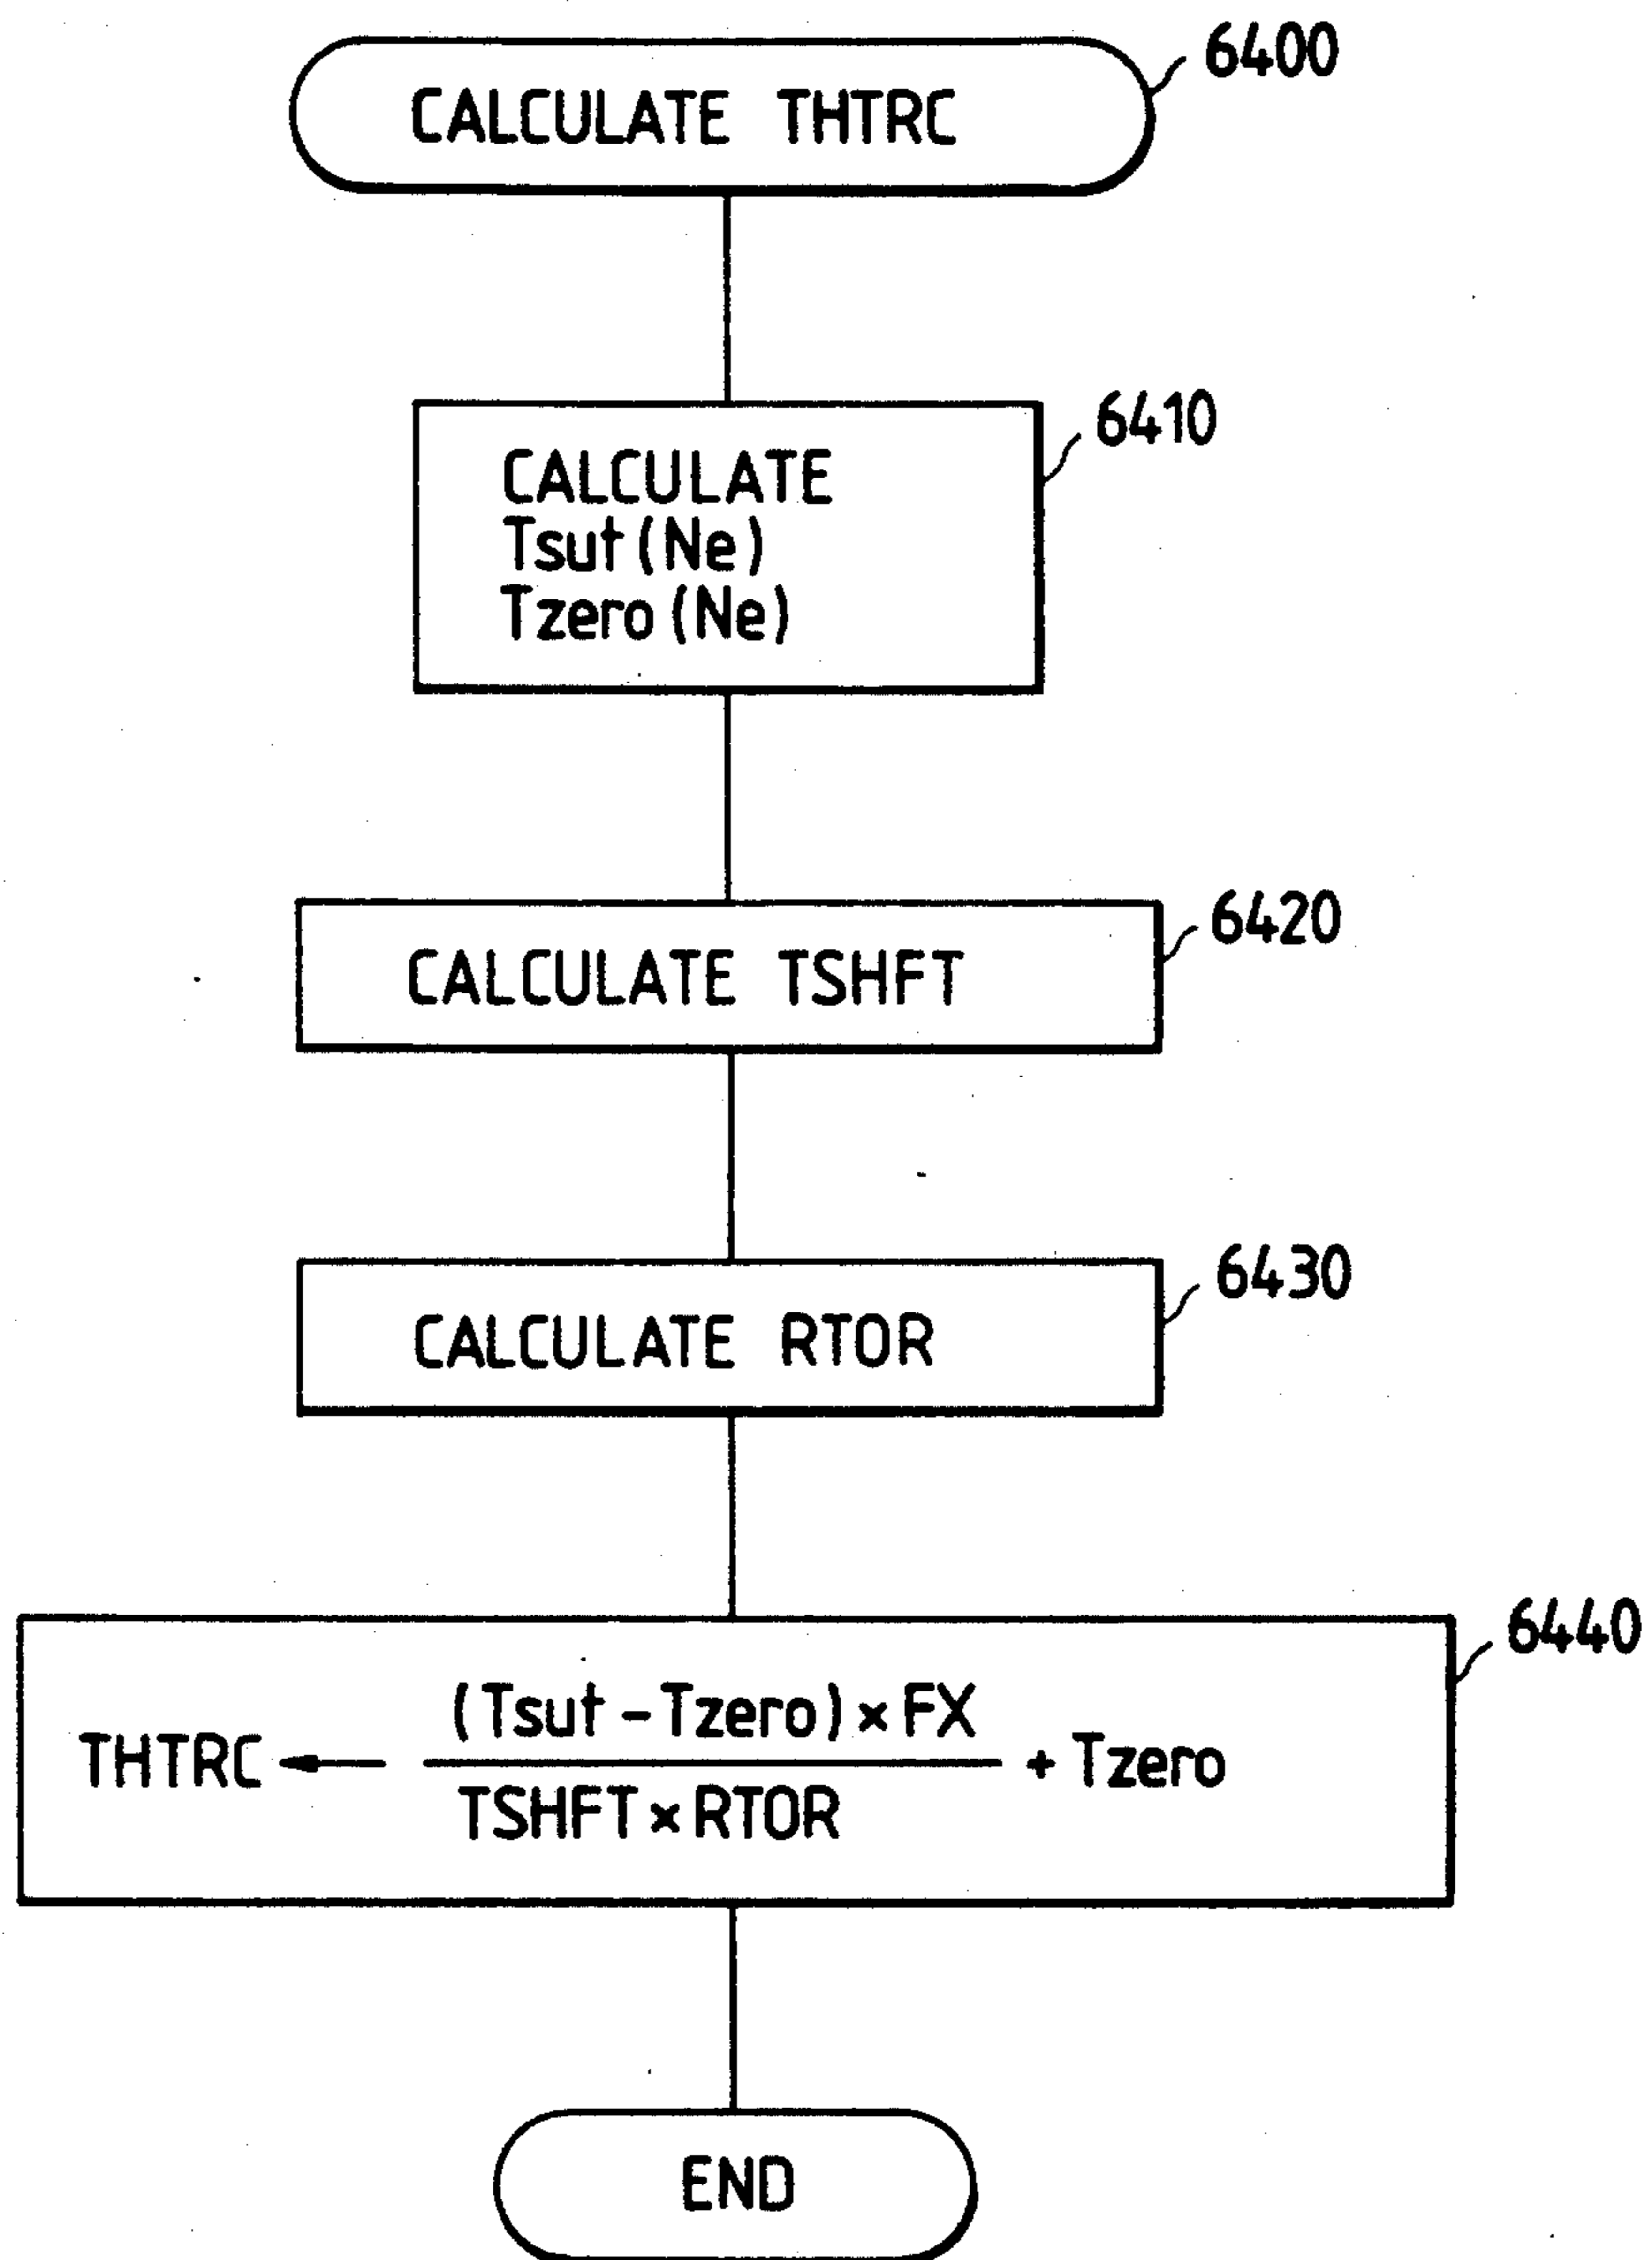 CALCULATE THTRC
6400
CALCULATE
Tsut (Ne)
Tzero (Ne)
6410
CALCULATE TSHFT
6420
CALCULATE RTOR
6430
6440
(Tsut - Tzero) × FX
THTRC ← + Tzero
TSHFT × RTOR
END